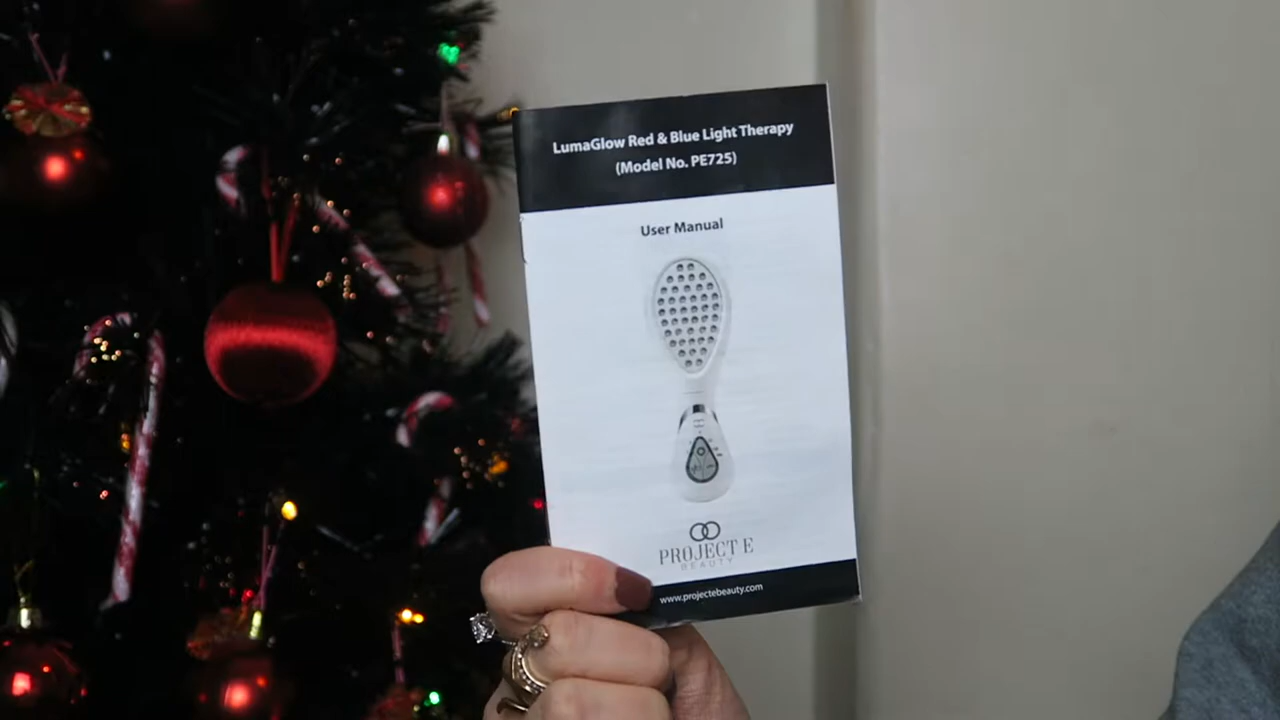 LumaGlow Red & Blue Light Therapy
(Model No. PE725)
User Manual
PROJECT E
BEAUTY
www.projectebeauty.com